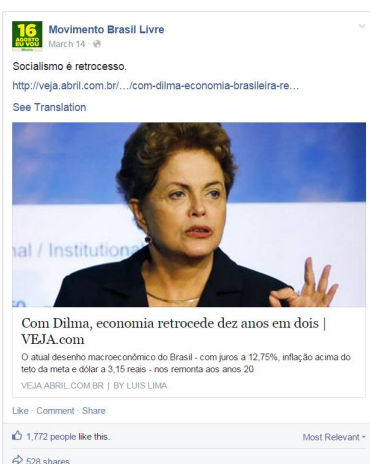 16
AGOSTO
EU VOU
Movimento Brasil Livre
March 14 ·
Socialismo é retrocesso.
http://veja.abril.com.br/.../com-dilma-economia-brasileira-re...
See Translation
nal / Institutiona
Com Dilma, economia retrocede dez anos em dois |
VEJA.com
O atual desenho macroeconômico do Brasil - com juros a 12,75%, inflação acima do
teto da meta e dólar a 3,15 reais - nos remonta aos anos 20
VEJA.ABRIL.COM.BR | BY LUIS LIMA
Like · Comment · Share
1,772 people like this.
Most Relevant
528 shares